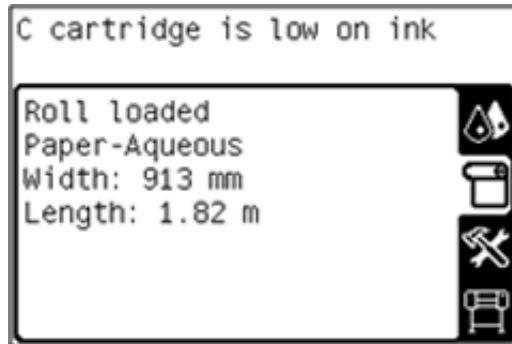 C cartridge is low on ink
Roll loaded
Paper-Aqueous
Width: 913 mm
Length: 1.82 m